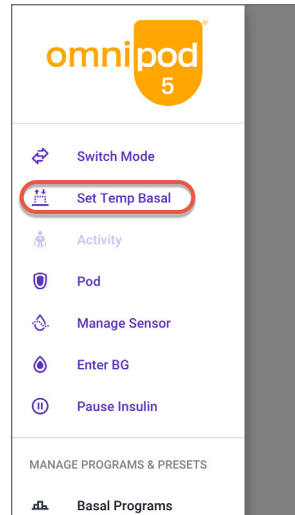 omnipod
5
Switch Mode
Set Temp Basal
Activity
Pod
Manage Sensor
Enter BG
Pause Insulin
MANAGE PROGRAMS & PRESETS
Basal Programs